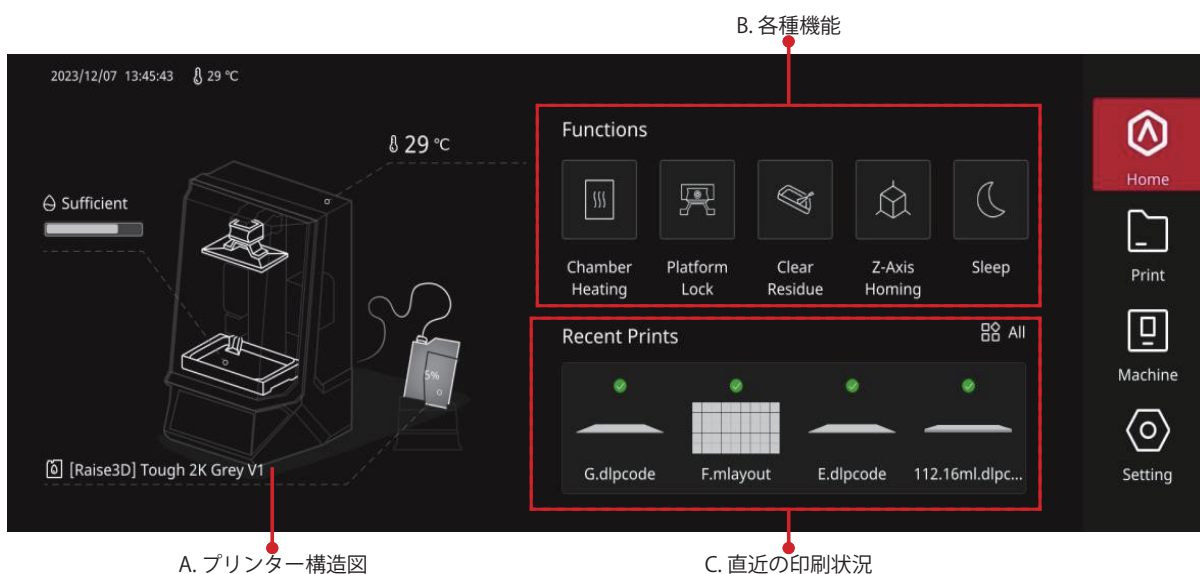 B. 各種機能
2023/12/07 13:45:43 29 ℃
29 ℃
Sufficient
5%
[Raise3D] Tough 2K Grey V1
Functions
Chamber
Heating
Platform
Lock
Clear
Residue
Z-Axis
Homing
Sleep
Recent Prints
All
G.dlpcode
F.mlayout
E.dlpcode
112.16ml.dlpc...
Home
Print
Machine
Setting
A. プリンター構造図
C. 直近の印刷状況